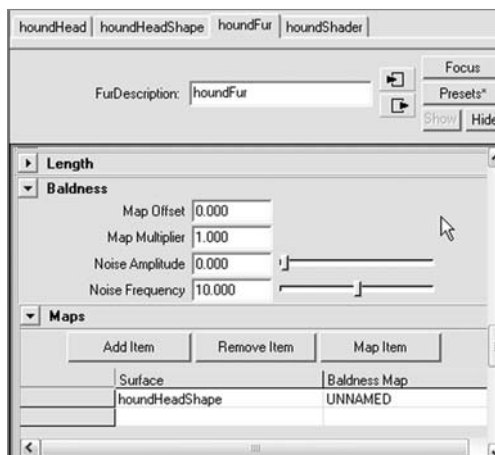 houndHead houndHeadShape houndFur houndShader
Focus
FurDescription: houndFur
Presets*
Show Hide
Length
Baldness
Map Offset 0.000
Map Multiplier 1.000
Noise Amplitude 0.000
Noise Frequency 10.000
Maps
Add Item Remove Item Map Item
Surface Baldness Map
houndHeadShape UNNAMED